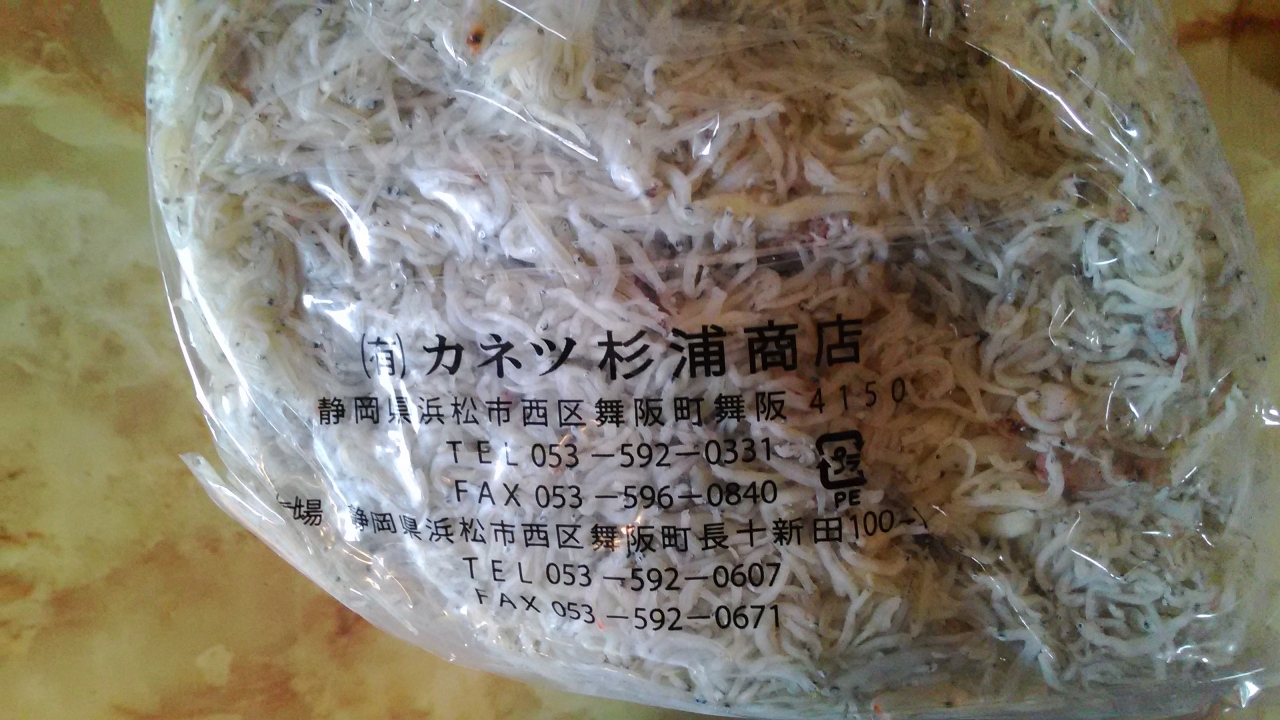 ㈲カネツ杉浦商店
静岡県浜松市西区舞阪町舞阪 4150
TEL 053-592-0331
FAX 053-596-0840
プラ
PE
場 静岡県浜松市西区舞阪町長十新田100-1
TEL 053-592-0607
FAX 053-592-0671